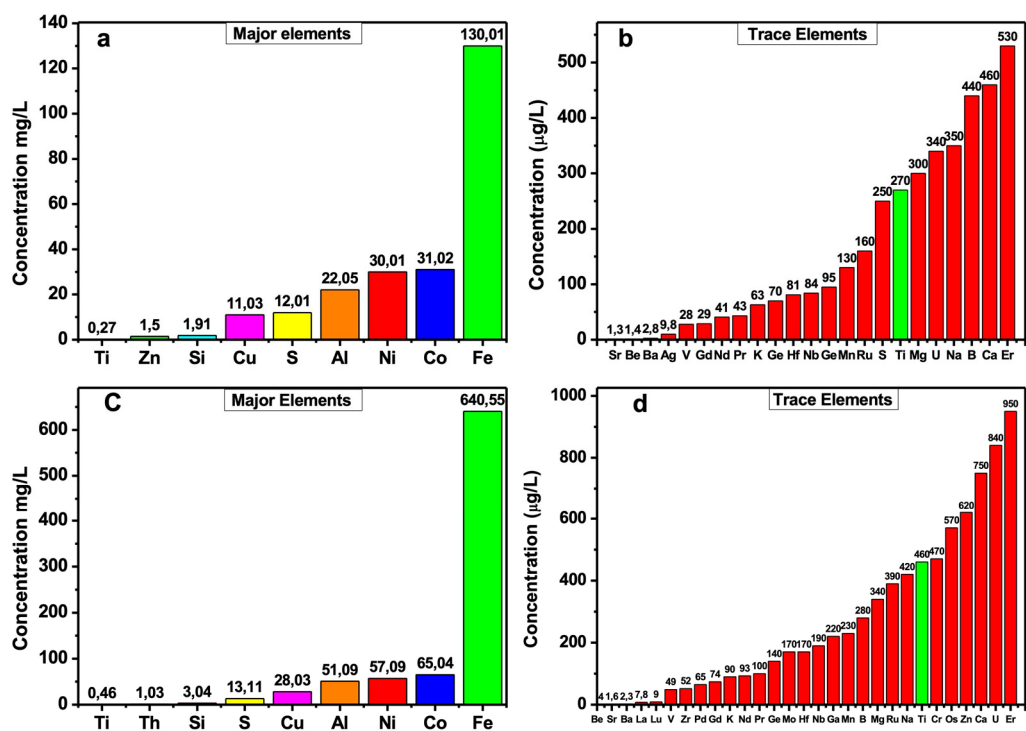 a
Major elements
Concentration mg/L
140
120
100
80
60
40
20
0
0,27 1,5 1,91 11,03 12,01 22,05 30,01 31,02 130,01
Ti Zn Si Cu S Al Ni Co Fe
b
Trace Elements
Concentration (µg/L)
500
400
300
200
100
0
1,3 1,4 2,8 9,8 28 29 41 43 63 70 81 84 95 130 160 250 270 300 340 350 440 460 530
Sr Be Ba Ag V Gd Nd Pr K Ge Hf Nb Ge Mn Ru S Ti Mg U Na B Ca Er
C
Major Elements
Concentration mg/L
600
500
400
300
200
100
0
0,46 1,03 3,04 13,11 28,03 51,09 57,09 65,04 640,55
Ti Th Si S Cu Al Ni Co Fe
d
Trace Elements
Concentration (µg/L)
1000
800
600
400
200
0
4 1,6 2,3 7,8 9 49 52 65 74 90 93 100 140 170 170 190 220 230 280 340 390 420 460 470 570 620 750 840 950
Be Sr Ba La Lu V Zr Pd Gd K Nd Pr Ge Mo Hf Nb Ga Mn B Mg Ru Na Ti Cr Os Zn Ca U Er